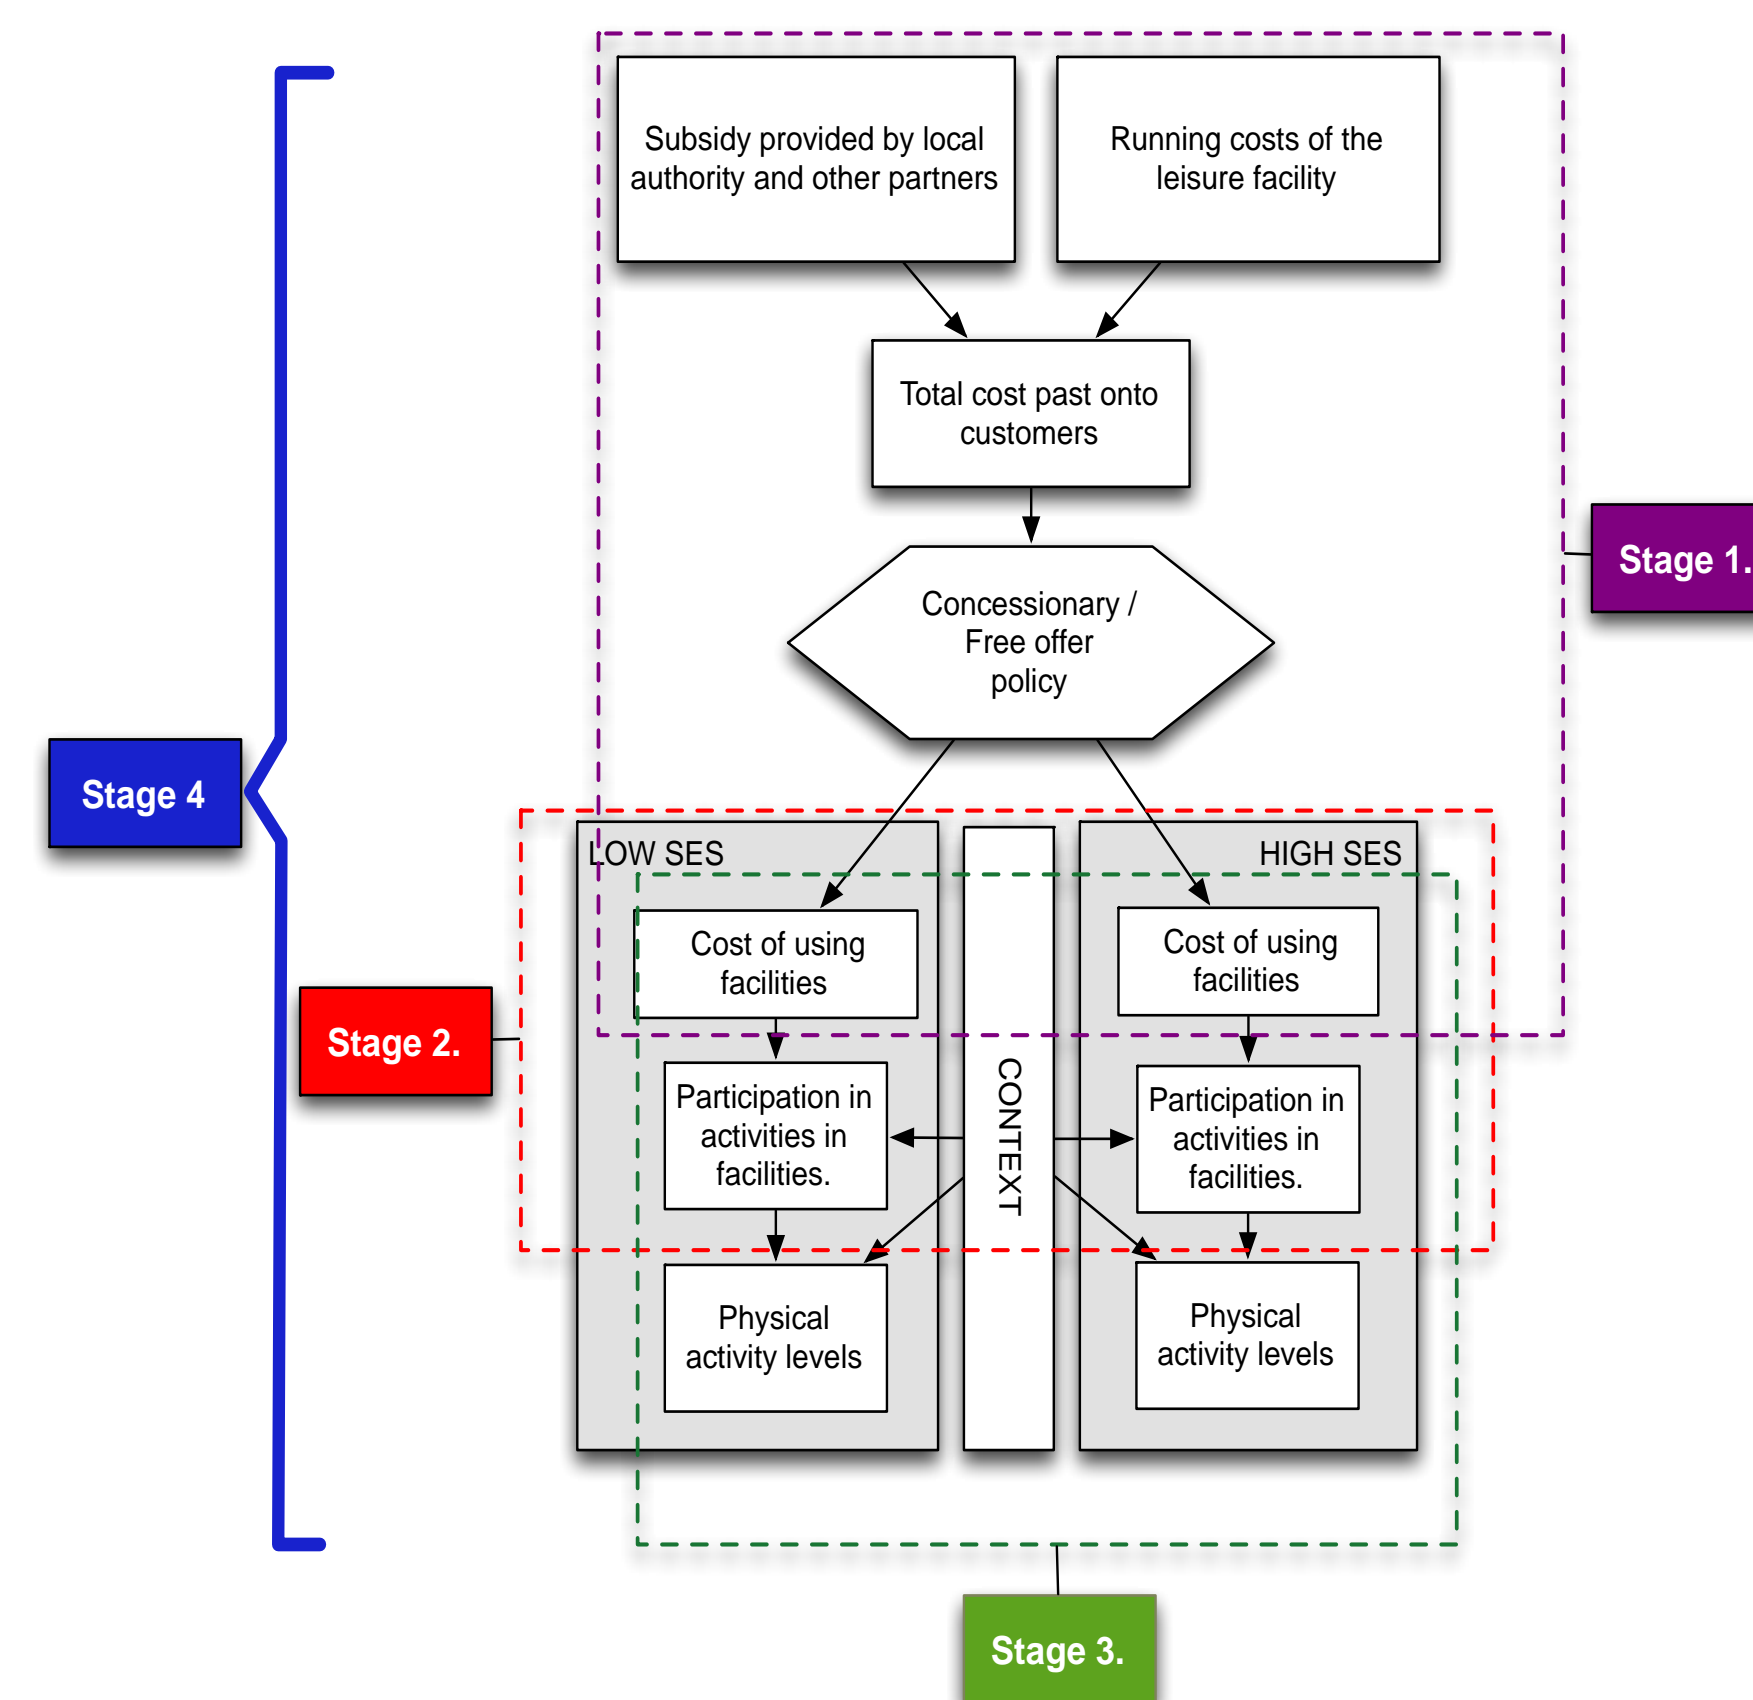 Subsidy provided by local
authority and other partners
Running costs of the
leisure facility
Total cost past onto
customers
Stage 1.
Concessionary /
Free offer
policy
Stage 4
LOW SES
HIGH SES
Cost of using
facilities
Cost of using
facilities
Stage 2.
CONTEXT
Participation in
activities in
facilities.
Participation in
activities in
facilities.
Physical
activity levels
Physical
activity levels
Stage 3.